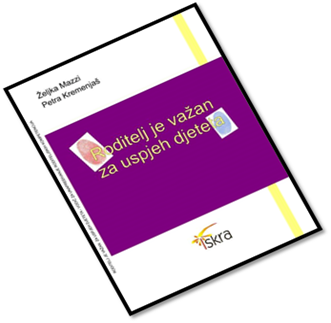 Željka Mazzi
Petra Kremenjaš
Roditelj je važan
za uspjeh djeteta
iskra